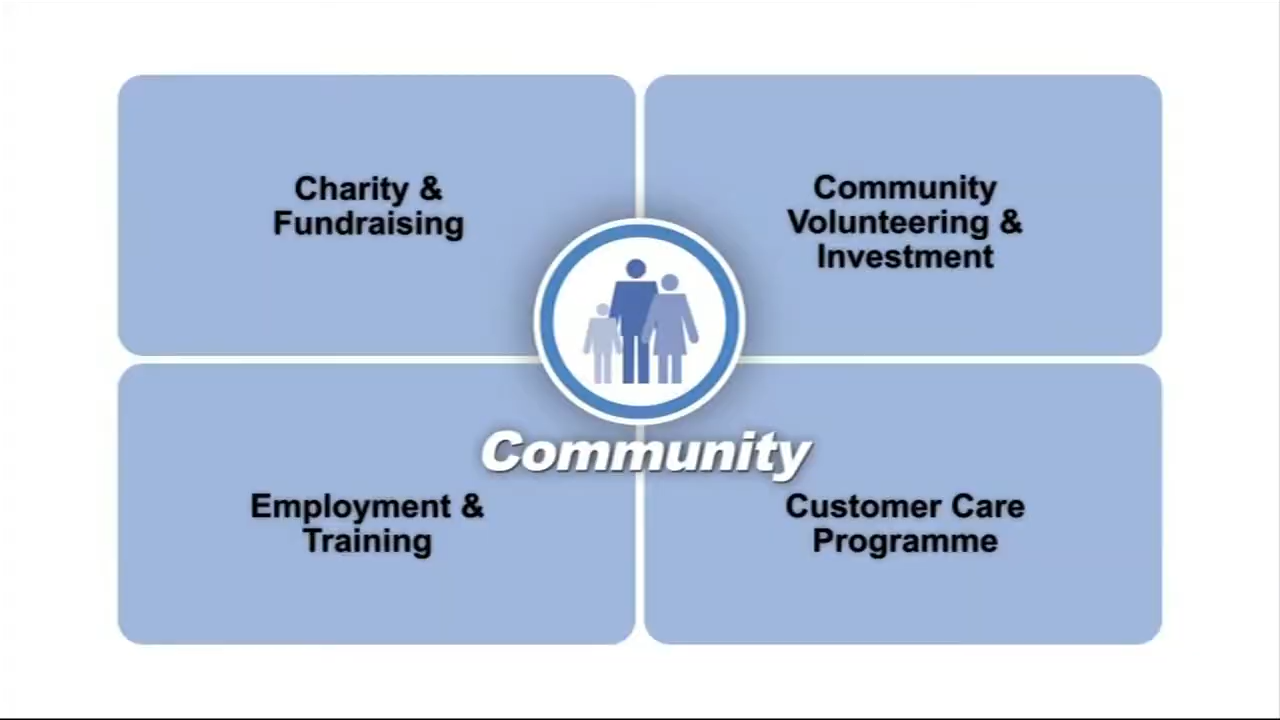 Charity &
Fundraising
Community
Volunteering &
Investment
Community
Employment &
Training
Customer Care
Programme